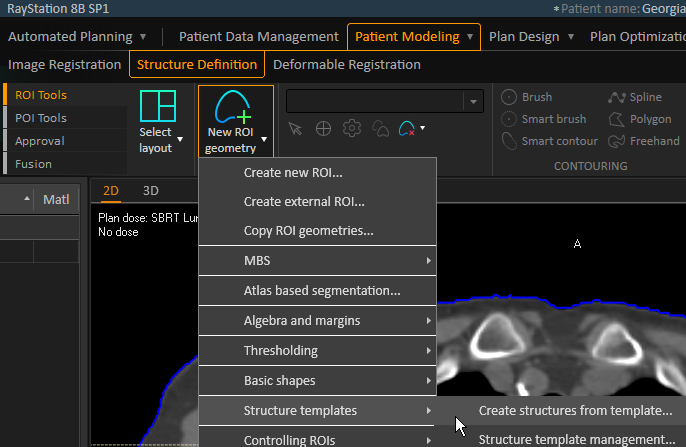 RayStation 8B SP1
*Patient name: Georgia
Automated Planning
Patient Data Management
Patient Modeling
Plan Design
Plan Optimizatio
Image Registration
Structure Definition
Deformable Registration
ROI Tools
POI Tools
Approval
Fusion
Select
layout
New ROI
geometry
Brush
Smart brush
Smart contour
Spline
Polygon
Freehand
CONTOURING
Matl
2D
3D
Plan dose: SBRT Lun
No dose
A
Create new ROI...
Create external ROI...
Copy ROI geometries...
MBS
Atlas based segmentation...
Algebra and margins
Thresholding
Basic shapes
Structure templates
Controlling ROIs
Create structures from template...
Structure template management...